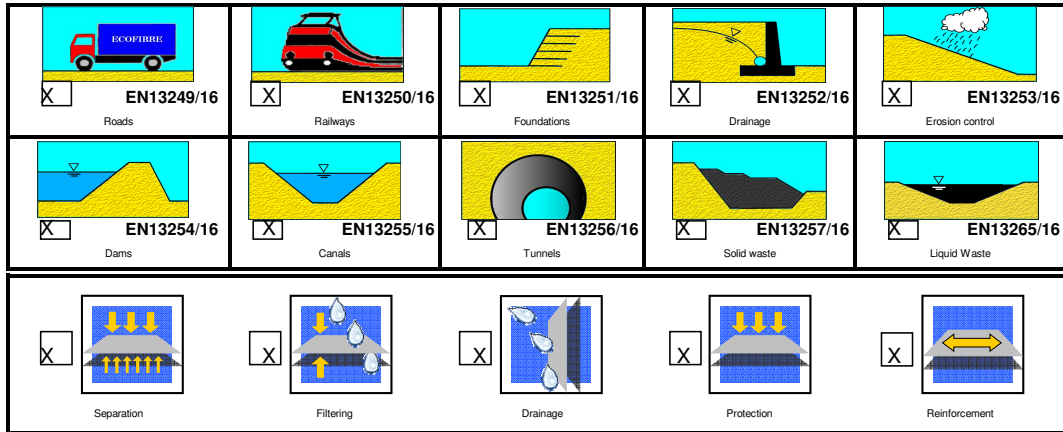 ECOFIBRE
X EN13249/16 X EN13250/16 X EN13251/16 X EN13252/16 X EN13253/16
Roads Railways Foundations Drainage Erosion control
X EN13254/16 X EN13255/16 X EN13256/16 X EN13257/16 X EN13265/16
Dams Canals Tunnels Solid waste Liquid Waste
X X X X X
Separation Filtering Drainage Protection Reinforcement